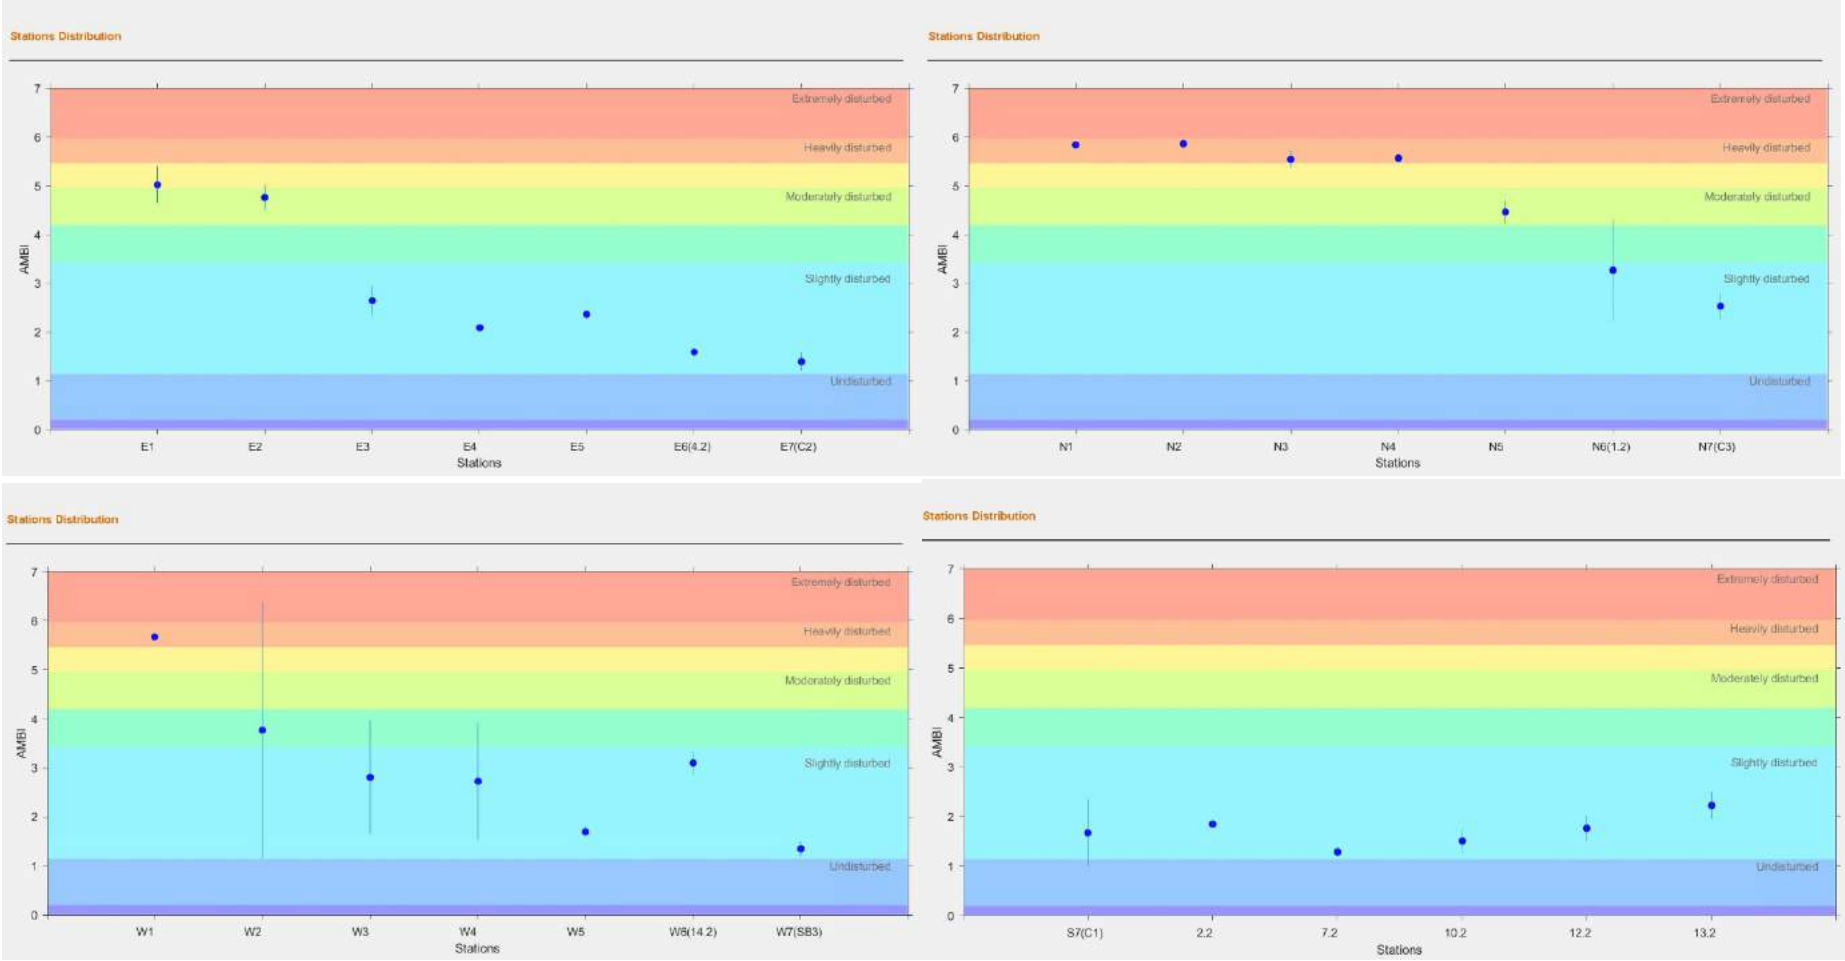 Stations Distribution
7
Extremely disturbed
6
Heavily disturbed
5
Moderately disturbed
4
AMBI
Slightly disturbed
3
2
1
Undisturbed
0
E1 E2 E3 E4 E5 E6(4.2) E7(C2)
Stations
Stations Distribution
7
Extremely disturbed
6
Heavily disturbed
5
Moderately disturbed
4
AMBI
Slightly disturbed
3
2
1
Undisturbed
0
N1 N2 N3 N4 N5 N6(1.2) N7(C3)
Stations
Stations Distribution
7
Extremely disturbed
6
Heavily disturbed
5
Moderately disturbed
4
AMBI
3
Slightly disturbed
2
1
Undisturbed
0
W1 W2 W3 W4 W5 W6(14.2) W7(SB3)
Stations
Stations Distribution
7
Extremely disturbed
6
Heavily disturbed
5
Moderately disturbed
4
AMBI
3
Slightly disturbed
2
1
Undisturbed
0
S7(C1) 2.2 7.2 10.2 12.2 13.2
Stations